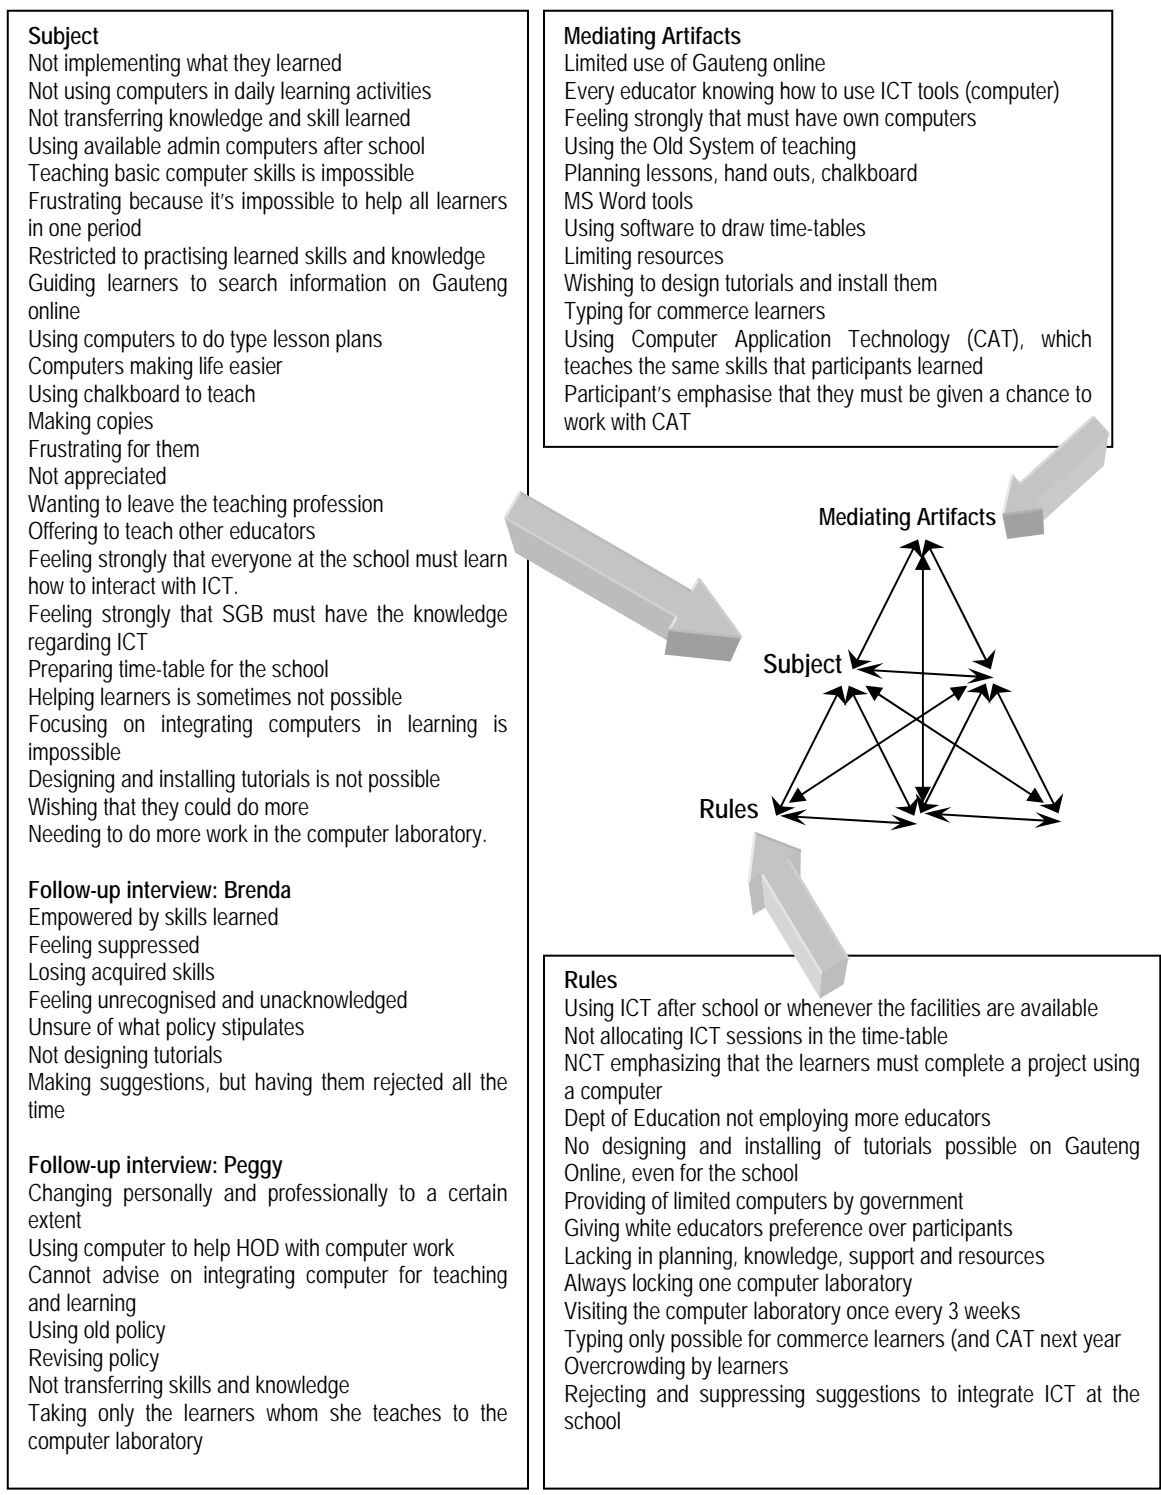 Subject
Not implementing what they learned
Not using computers in daily learning activities
Not transferring knowledge and skill learned
Using available admin computers after school
Teaching basic computer skills is impossible
Frustrating because it's impossible to help all learners
in one period
Restricted to practising learned skills and knowledge
Guiding learners to search information on Gauteng
online
Using computers to do type lesson plans
Computers making life easier
Using chalkboard to teach
Making copies
Frustrating for them
Not appreciated
Wanting to leave the teaching profession
Offering to teach other educators
Feeling strongly that everyone at the school must learn
how to interact with ICT.
Feeling strongly that SGB must have the knowledge
regarding ICT
Preparing time-table for the school
Helping learners is sometimes not possible
Focusing on integrating computers in learning is
impossible
Designing and installing tutorials is not possible
Wishing that they could do more
Needing to do more work in the computer laboratory.
Follow-up interview: Brenda
Empowered by skills learned
Feeling suppressed
Losing acquired skills
Feeling unrecognised and unacknowledged
Unsure of what policy stipulates
Not designing tutorials
Making suggestions, but having them rejected all the
time
Follow-up interview: Peggy
Changing personally and professionally to a certain
extent
Using computer to help HOD with computer work
Cannot advise on integrating computer for teaching
and learning
Using old policy
Revising policy
Not transferring skills and knowledge
Taking only the learners whom she teaches to the
computer laboratory
Mediating Artifacts
Limited use of Gauteng online
Every educator knowing how to use ICT tools (computer)
Feeling strongly that must have own computers
Using the Old System of teaching
Planning lessons, hand outs, chalkboard
MS Word tools
Using software to draw time-tables
Limiting resources
Wishing to design tutorials and install them
Typing for commerce learners
Using Computer Application Technology (CAT), which
teaches the same skills that participants learned
Participant's emphasise that they must be given a chance to
work with CAT
Mediating Artifacts
Subject
Rules
Rules
Using ICT after school or whenever the facilities are available
Not allocating ICT sessions in the time-table
NCT emphasizing that the learners must complete a project using
a computer
Dept of Education not employing more educators
No designing and installing of tutorials possible on Gauteng
Online, even for the school
Providing of limited computers by government
Giving white educators preference over participants
Lacking in planning, knowledge, support and resources
Always locking one computer laboratory
Visiting the computer laboratory once every 3 weeks
Typing only possible for commerce learners (and CAT next year
Overcrowding by learners
Rejecting and suppressing suggestions to integrate ICT at the
school